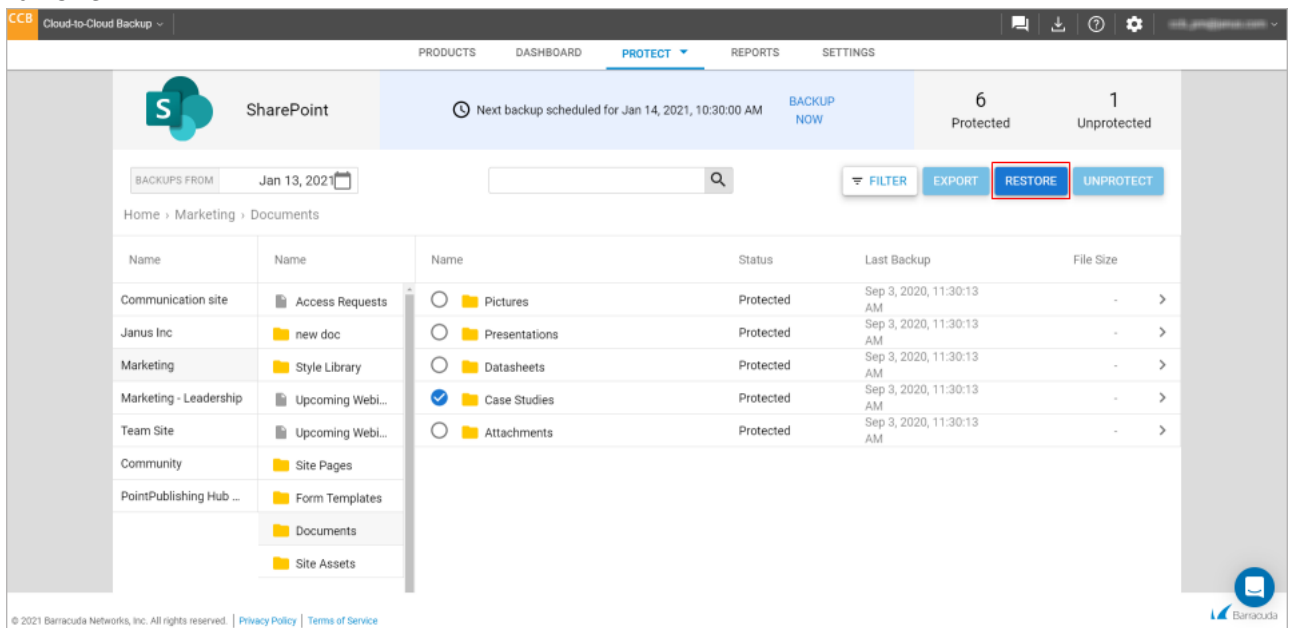 CCB Cloud-to-Cloud Backup
PRODUCTS DASHBOARD PROTECT REPORTS SETTINGS
S SharePoint
Next backup scheduled for Jan 14, 2021, 10:30:00 AM
BACKUP
NOW
6
Protected
1
Unprotected
BACKUPS FROM Jan 13, 2021
FILTER EXPORT RESTORE UNPROTECT
Home › Marketing › Documents
Name
Communication site
Janus Inc
Marketing
Marketing - Leadership
Team Site
Community
PointPublishing Hub ...
Name
Access Requests
new doc
Style Library
Upcoming Webi...
Upcoming Webi...
Site Pages
Form Templates
Documents
Site Assets
Name Status Last Backup File Size
Pictures Protected Sep 3, 2020, 11:30:13
AM -
Presentations Protected Sep 3, 2020, 11:30:13
AM -
Datasheets Protected Sep 3, 2020, 11:30:13
AM -
Case Studies Protected Sep 3, 2020, 11:30:13
AM -
Attachments Protected Sep 3, 2020, 11:30:13
AM -
© 2021 Barracuda Networks, Inc. All rights reserved. | Privacy Policy | Terms of Service
Barracuda